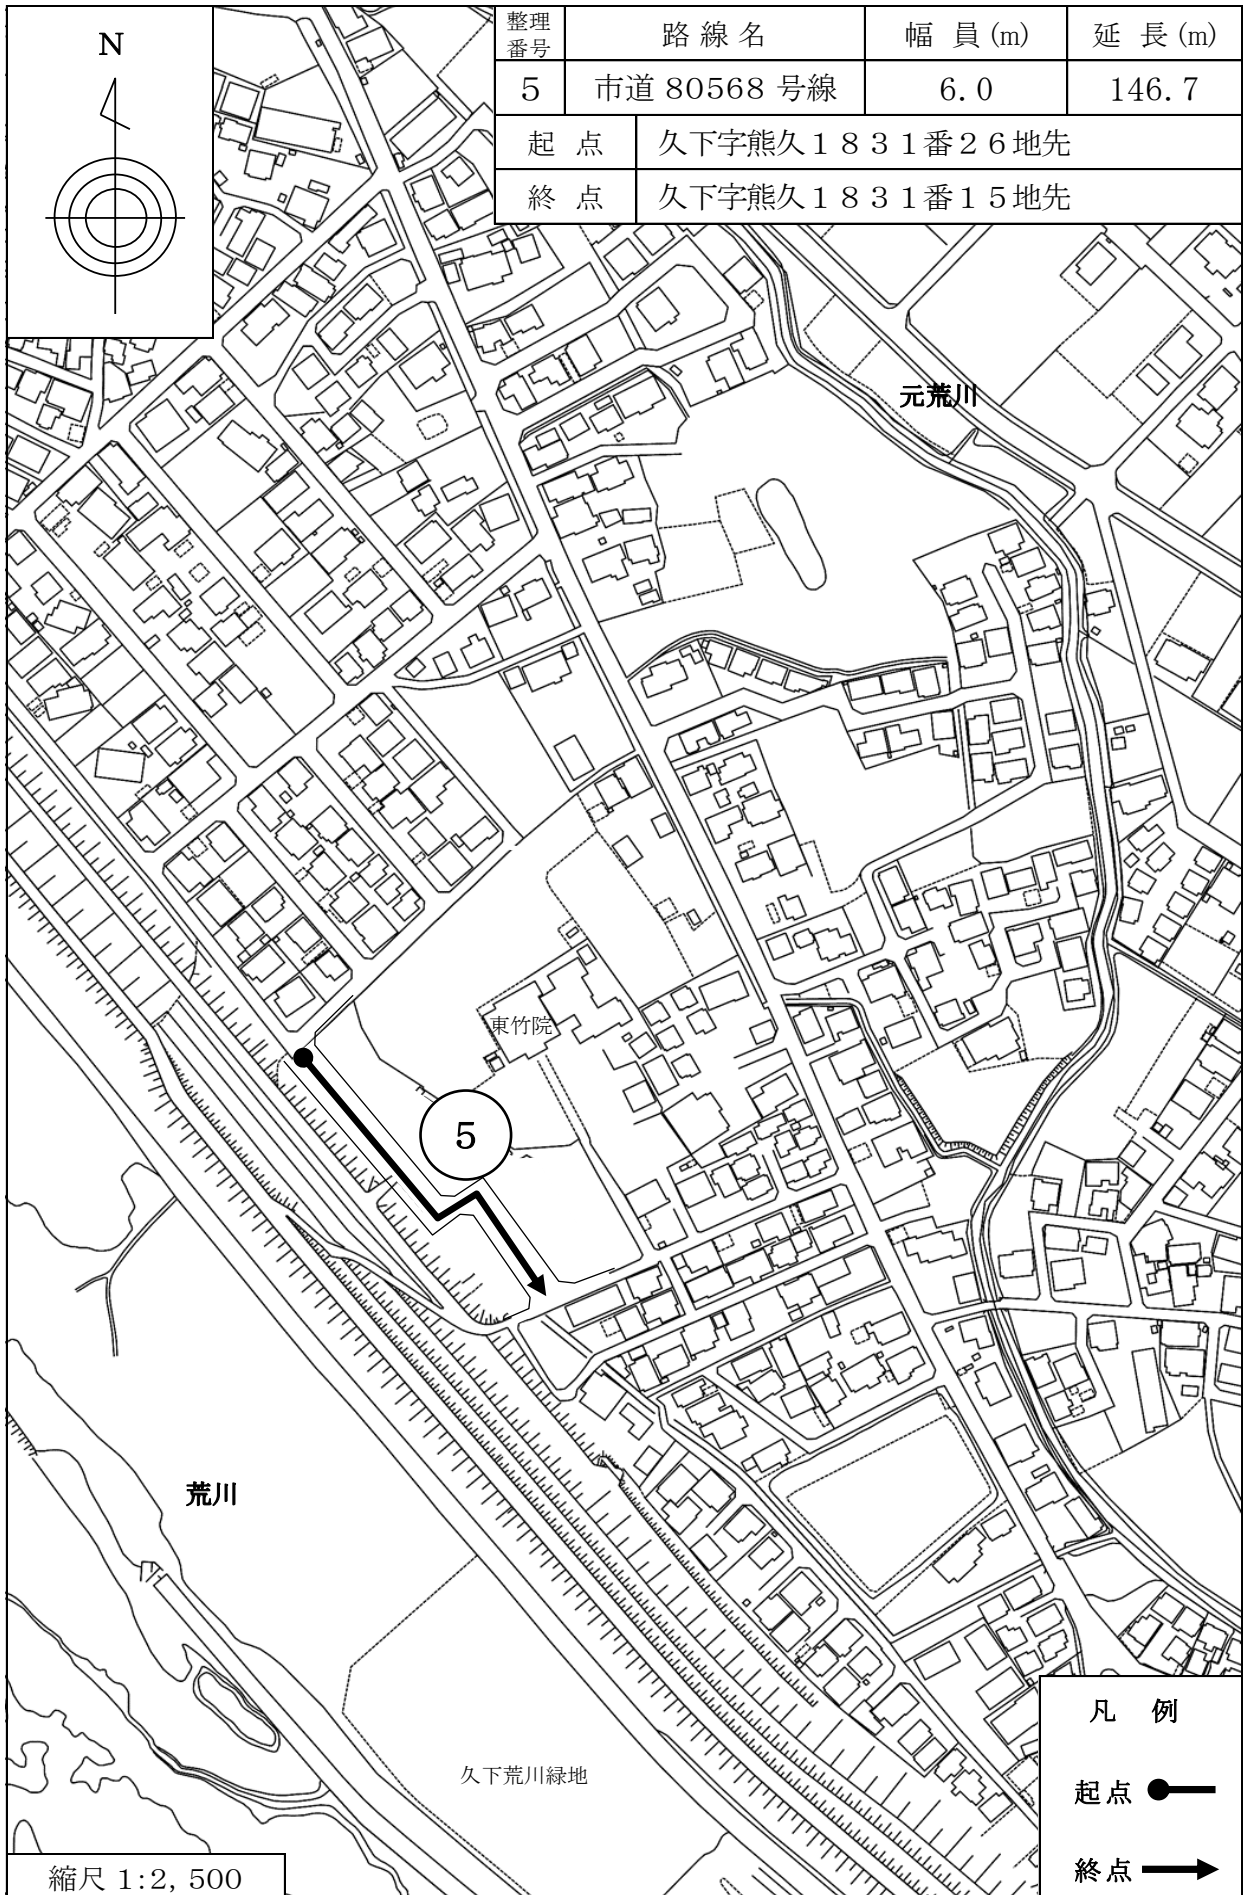 N
整理番号 路線名 幅員(m) 延長(m)
5 市道 80568 号線 6.0 146.7
起点 久下字熊久１８３１番２６地先
終点 久下字熊久１８３１番１５地先
元荒川
東竹院
5
荒川
久下荒川緑地
凡例
起点
終点
縮尺 1:2,500